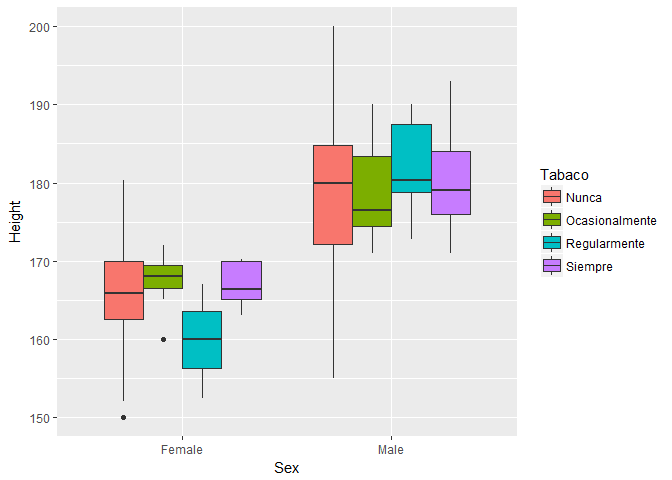 200
190
180
170
160
150
Height
Female
Male
Sex
Tabaco
Nunca
Ocasionalmente
Regularmente
Siempre